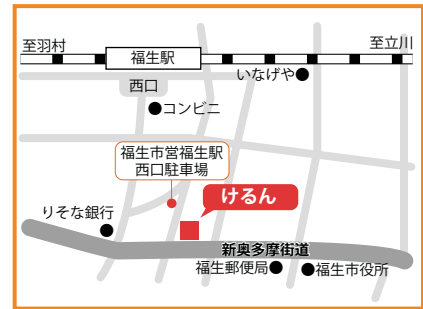 至羽村
福生駅
至立川
いなげや
西口
コンビニ
福生市営福生駅
西口駐車場
けるん
りそな銀行
新奥多摩街道
福生郵便局
福生市役所